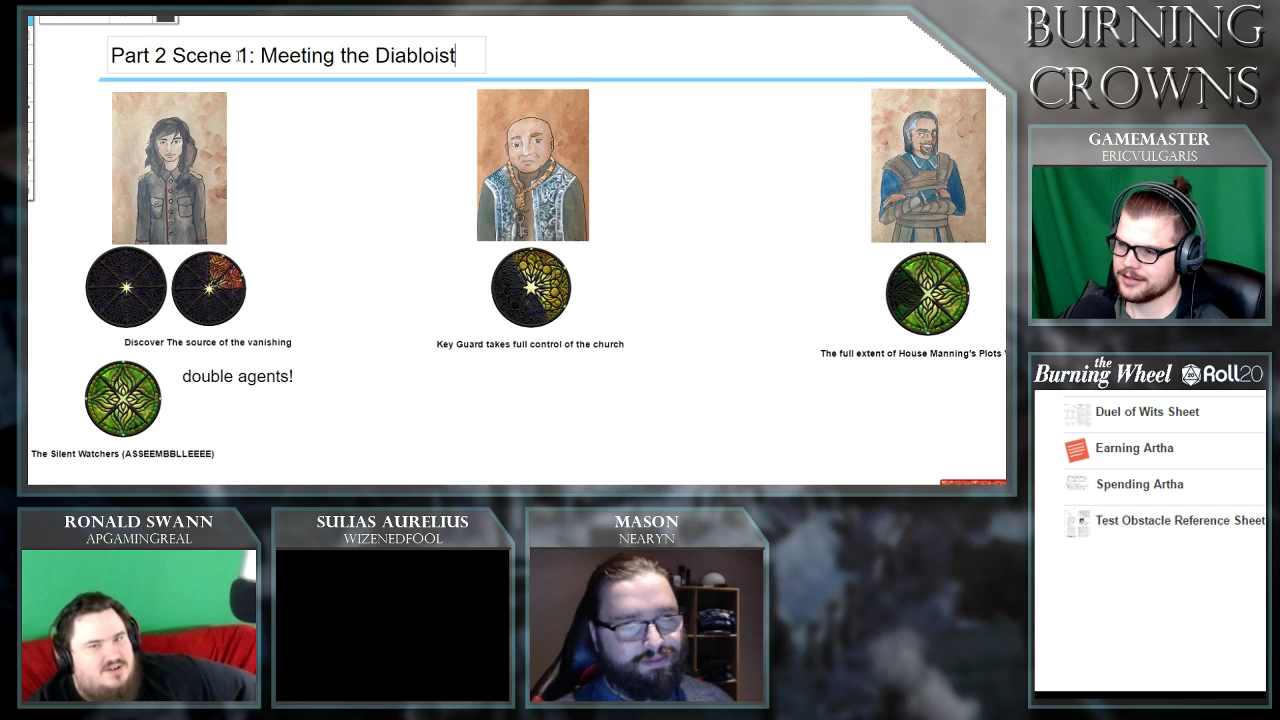 Part 2 Scene 1: Meeting the Diabloist
Discover The source of the vanishing
Key Guard takes full control of the church
The full extent of House Manning's Plots
double agents!
The Silent Watchers (ASSEEMBBLLEEEE)
BURNING
CROWNS
GAMEMASTER
ERICVULGARIS
the
Burning Wheel
20
Roll20
Duel of Wits Sheet
Earning Artha
Spending Artha
Test Obstacle Reference Sheet
RONALD SWANN
APGAMINGREAL
SULIAS AURELIUS
WIZENEDFOOL
MASON
NEARYN